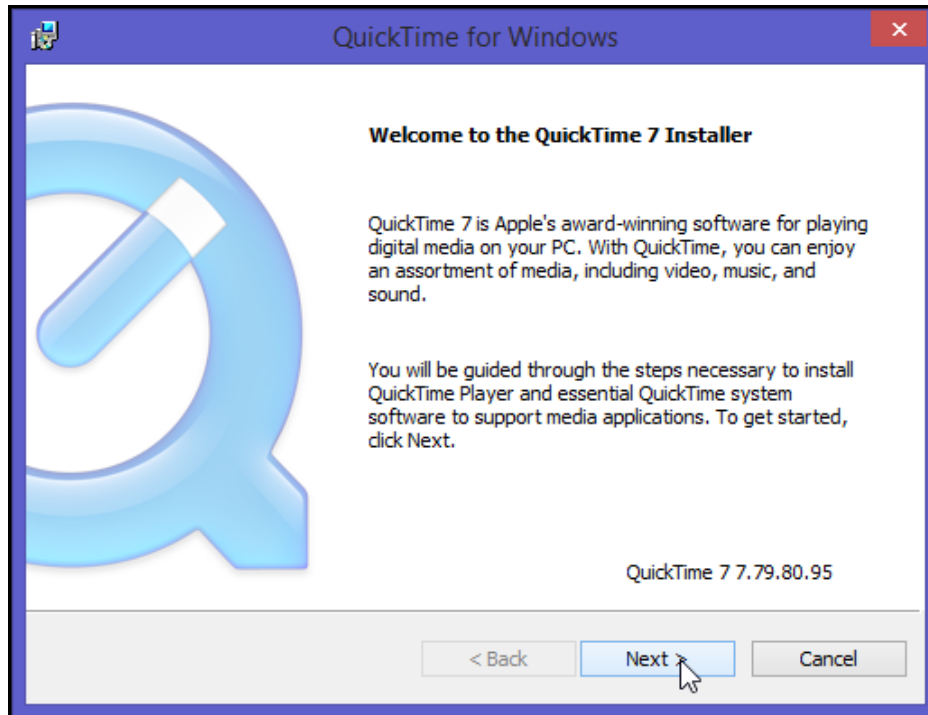 QuickTime for Windows
Welcome to the QuickTime 7 Installer
QuickTime 7 is Apple's award-winning software for playing
digital media on your PC. With QuickTime, you can enjoy
an assortment of media, including video, music, and
sound.
You will be guided through the steps necessary to install
QuickTime Player and essential QuickTime system
software to support media applications. To get started,
click Next.
QuickTime 7 7.79.80.95
< Back
Next >
Cancel